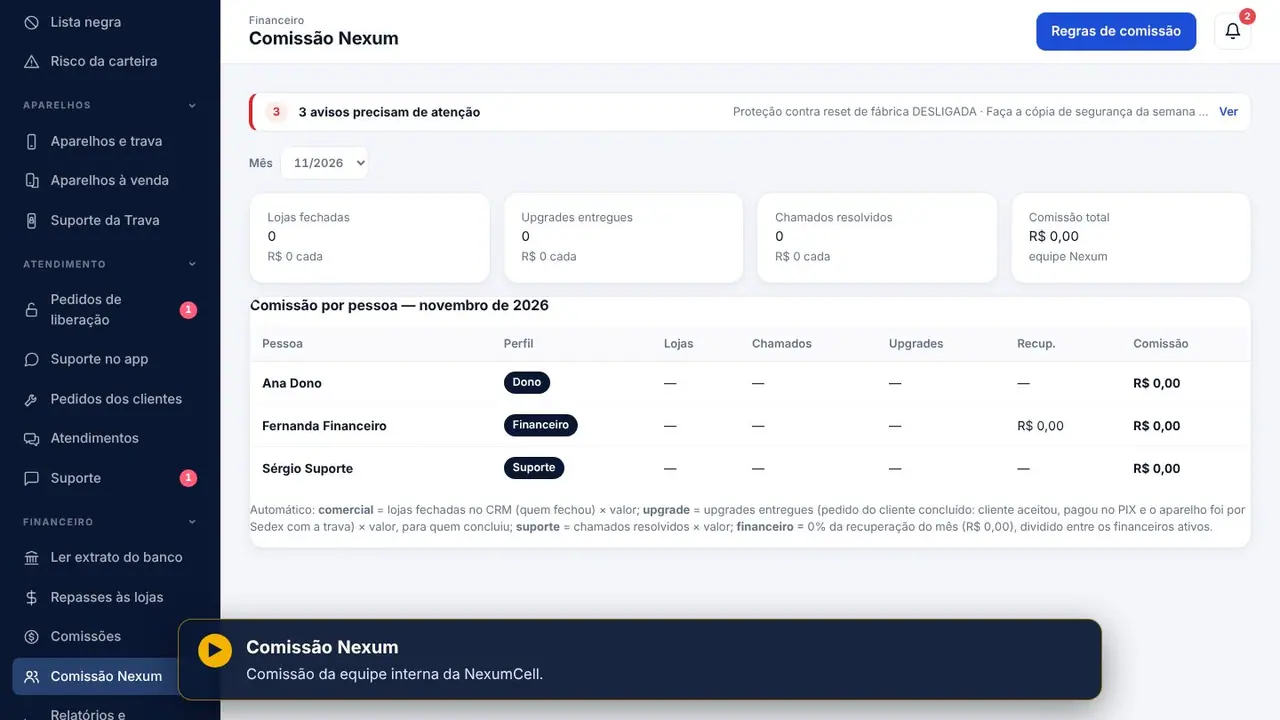 Lista negra
Risco da carteira
APARELHOS
Aparelhos e trava
Aparelhos à venda
Suporte da Trava
ATENDIMENTO
Pedidos de
liberação
1
Suporte no app
Pedidos dos clientes
Atendimentos
Suporte
1
FINANCEIRO
Ler extrato do banco
Repasses às lojas
Comissões
Comissão Nexum
Relatórios e
Financeiro
Comissão Nexum
Regras de comissão
2
3
3 avisos precisam de atenção
Proteção contra reset de fábrica DESLIGADA · Faça a cópia de segurança da semana ...
Ver
Mês
11/2026
Lojas fechadas
0
R$ 0 cada
Upgrades entregues
0
R$ 0 cada
Chamados resolvidos
0
R$ 0 cada
Comissão total
R$ 0,00
equipe Nexum
Comissão por pessoa — novembro de 2026
Pessoa Perfil Lojas Chamados Upgrades Recup. Comissão
Ana Dono Dono — — — — R$ 0,00
Fernanda Financeiro Financeiro — — — R$ 0,00 R$ 0,00
Sérgio Suporte Suporte — — — — R$ 0,00
Automático: comercial = lojas fechadas no CRM (quem fechou) × valor; upgrade = upgrades entregues (pedido do cliente concluído: cliente aceitou, pagou no PIX e o aparelho foi por
Sedex com a trava) × valor, para quem concluiu; suporte = chamados resolvidos × valor; financeiro = 0% da recuperação do mês (R$ 0,00), dividido entre os financeiros ativos.
Comissão Nexum
Comissão da equipe interna da NexumCell.